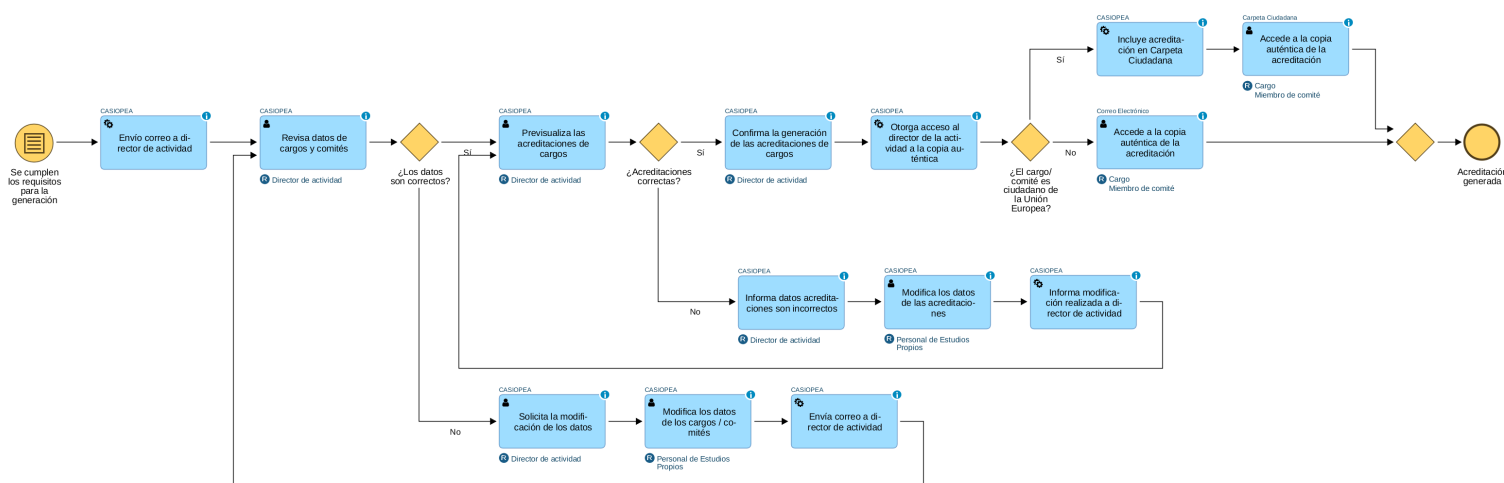 Se cumplen
los requisitos
para la
generación
CASIOPEA
Envío correo a di-
rector de actividad
CASIOPEA
Revisa datos de
cargos y comités
R Director de actividad
¿Los datos
son correctos?
Sí
CASIOPEA
Previsualiza las
acreditaciones de
cargos
R Director de actividad
¿Acreditaciones
correctas?
Sí
CASIOPEA
Confirma la generación
de las acreditaciones de
cargos
R Director de actividad
CASIOPEA
Otorga acceso al
director de la acti-
vidad a la copia au-
téntica
¿El cargo/
comité es
ciudadano de
la Unión
Europea?
Sí
CASIOPEA
Incluye acredita-
ción en Carpeta
Ciudadana
Carpeta Ciudadana
Accede a la copia
auténtica de la
acreditación
R Cargo
Miembro de comité
No
Correo Electrónico
Accede a la copia
auténtica de la
acreditación
R Cargo
Miembro de comité
Acreditación
generada
No
CASIOPEA
Informa datos acredita-
ciones son incorrectos
R Director de actividad
CASIOPEA
Modifica los datos
de las acreditacio-
nes
R Personal de Estudios
Propios
CASIOPEA
Informa modifica-
ción realizada a di-
rector de actividad
No
CASIOPEA
Solicita la modifi-
cación de los datos
R Director de actividad
CASIOPEA
Modifica los datos
de los cargos / co-
mités
R Personal de Estudios
Propios
CASIOPEA
Envía correo a di-
rector de actividad